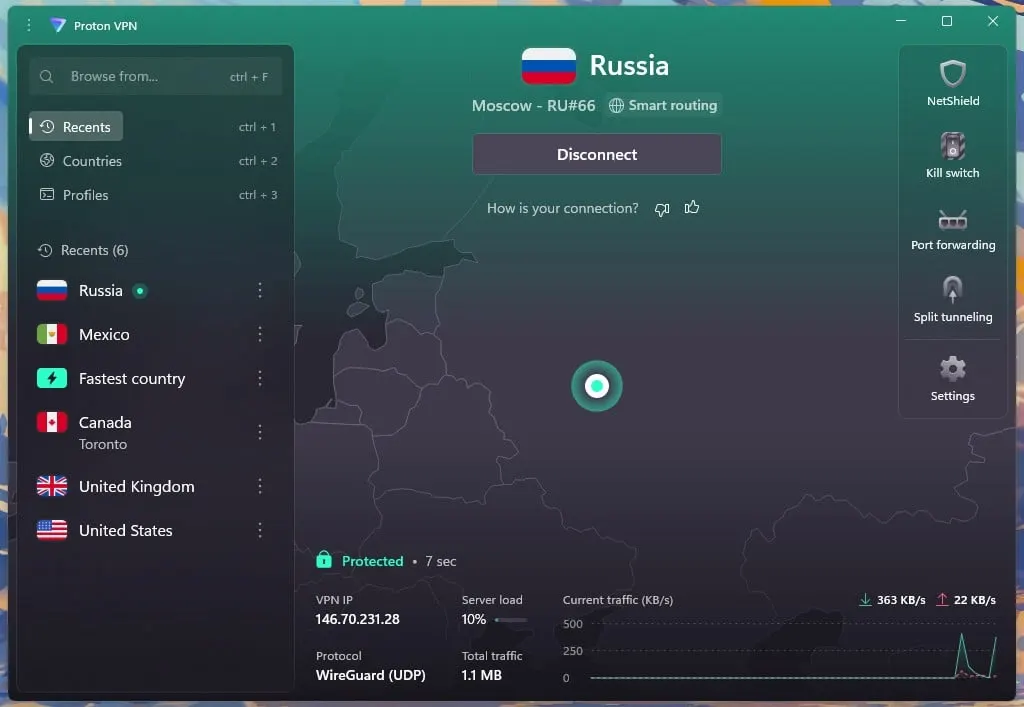 Proton VPN
Browse from... ctrl + F
Recents ctrl + 1
Countries ctrl + 2
Profiles ctrl + 3
Recents (6)
Russia
Mexico
Fastest country
Canada
Toronto
United Kingdom
United States
Russia
Moscow - RU#66 Smart routing
Disconnect
How is your connection?
Protected • 7 sec
VPN IP
146.70.231.28
Server load
10%
Protocol
WireGuard (UDP)
Total traffic
1.1 MB
Current traffic (KB/s) 363 KB/s 22 KB/s
500
250
0
NetShield
Kill switch
Port forwarding
Split tunneling
Settings